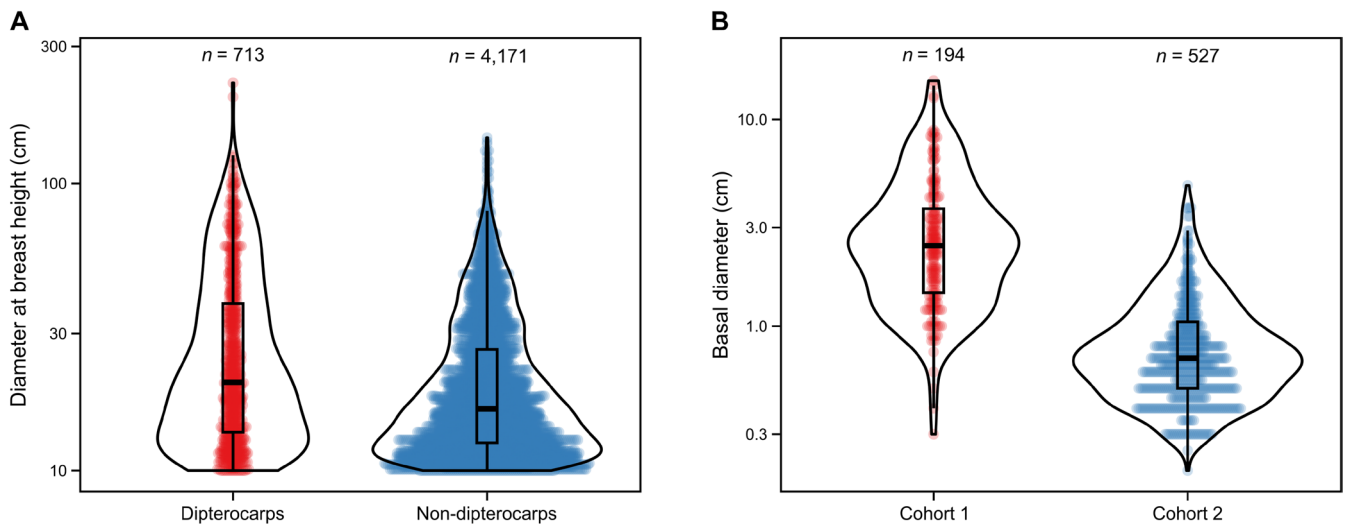 A
n = 713
n = 4,171
300
100
30
10
Diameter at breast height (cm)
Dipterocarps
Non-dipterocarps
B
n = 194
n = 527
10.0
3.0
1.0
0.3
Basal diameter (cm)
Cohort 1
Cohort 2